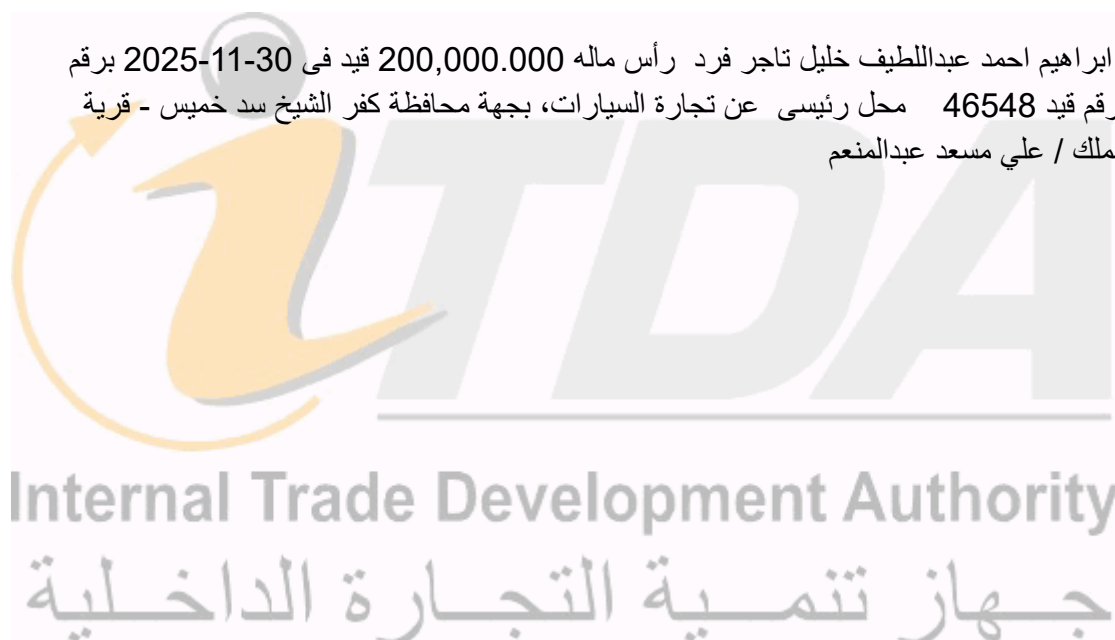 ابراهيم احمد عبداللطيف خليل تاجر فرد رأس ماله 200,000.000 قيد فى 30-11-2025 برقم
رقم قيد 46548 محل رئيسى عن تجارة السيارات، بجهة محافظة كفر الشيخ سد خميس - قرية
ملك / علي مسعد عبدالمنعم
iTDA
Internal Trade Development Authority
جهاز تنمية التجارة الداخلية